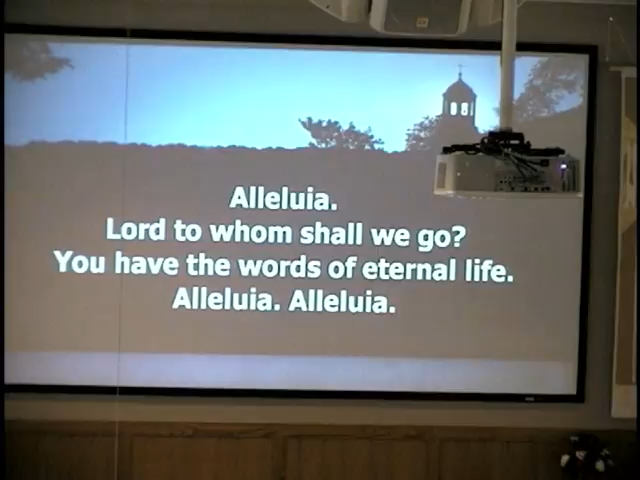 Alleluia.
Lord to whom shall we go?
You have the words of eternal life.
Alleluia. Alleluia.